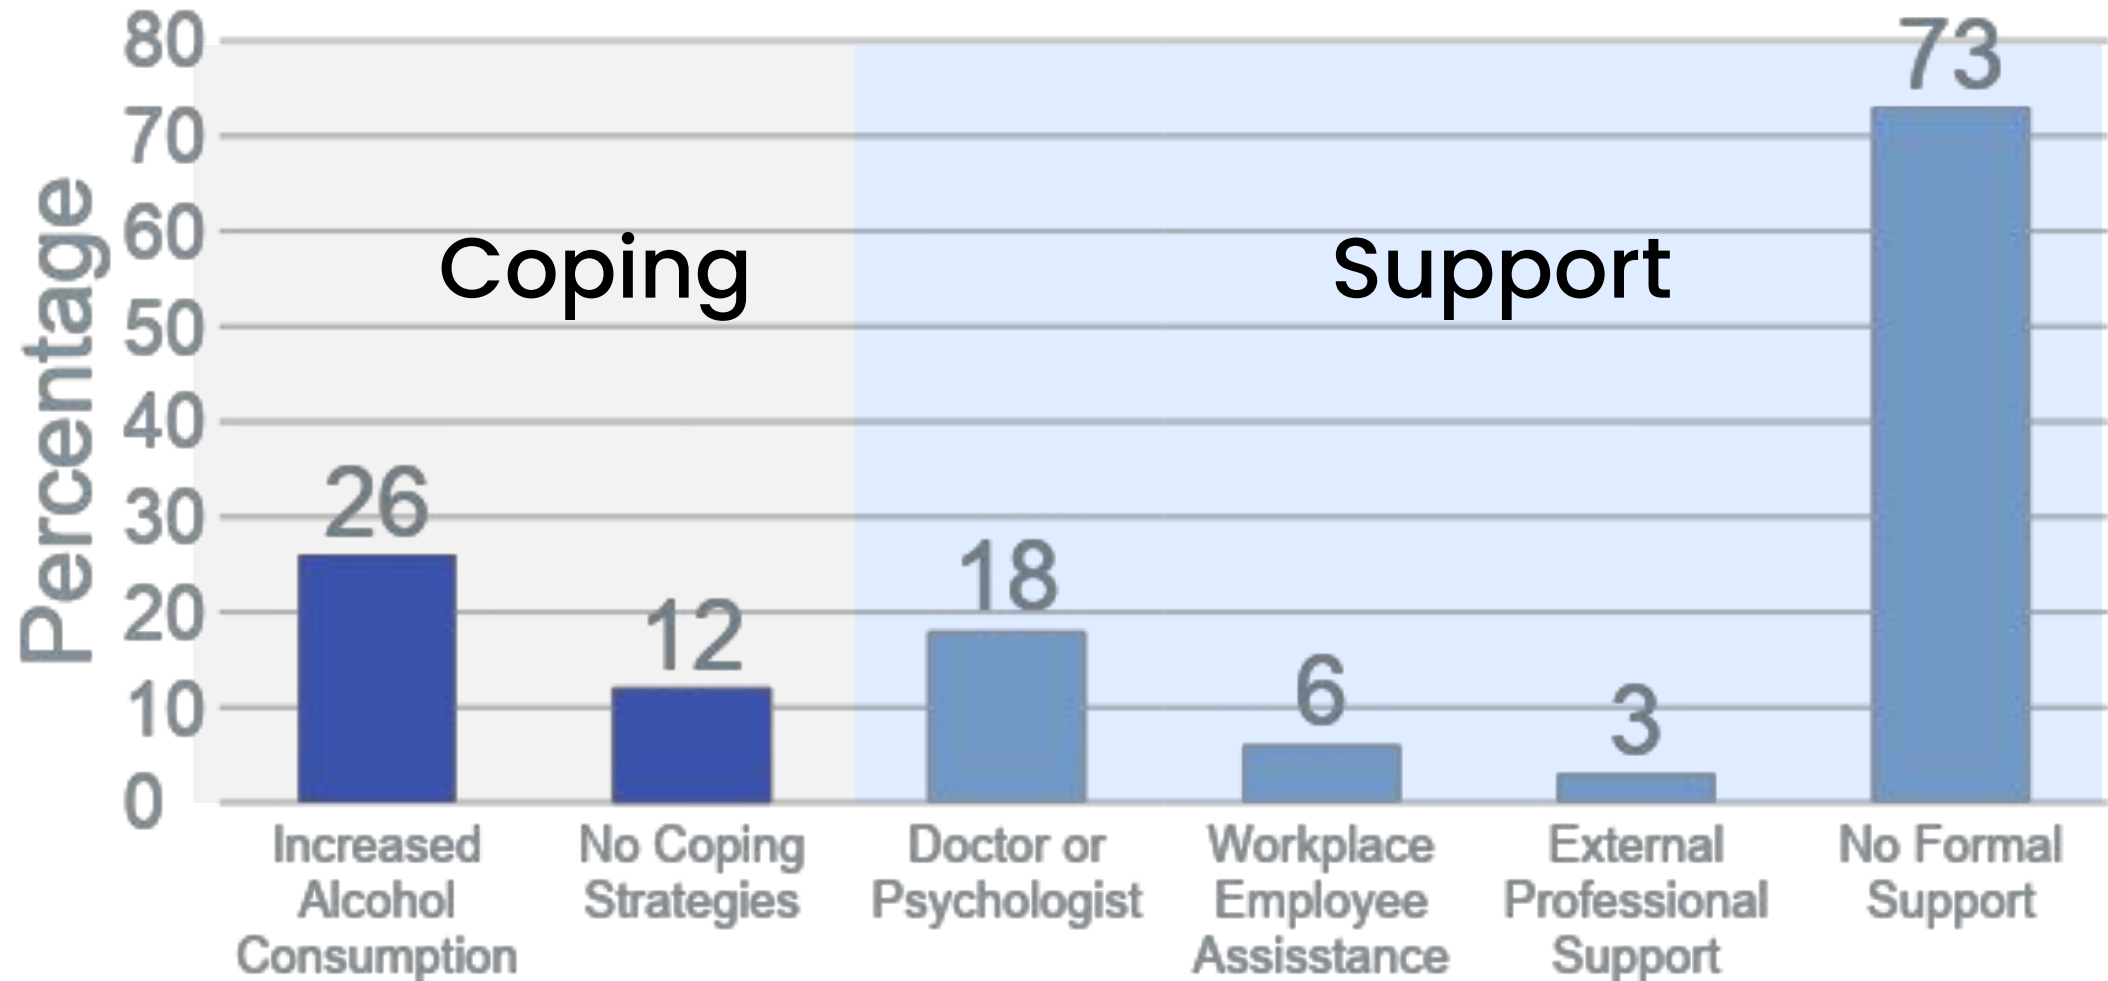 Percentage
80
70
60
50
40
30
20
10
0
Coping
Support
26
12
18
6
3
73
Increased
Alcohol
Consumption
No Coping
Strategies
Doctor or
Psychologist
Workplace
Employee
Assisstance
External
Professional
Support
No Formal
Support